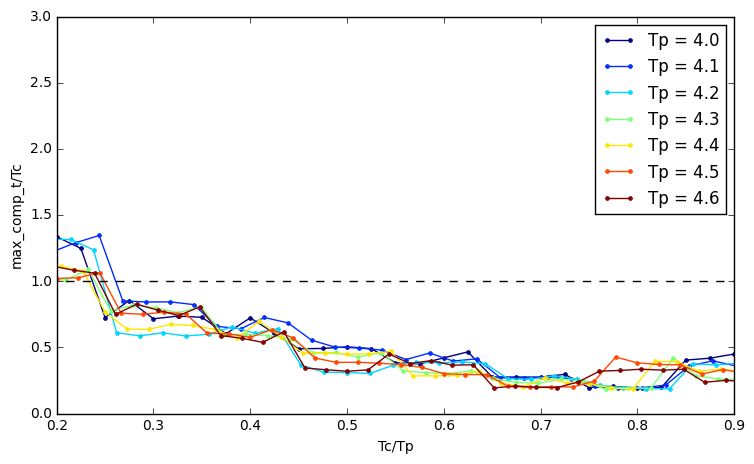 3.0
2.5
2.0
1.5
1.0
0.5
0.0
max_comp_t/Tc
0.2 0.3 0.4 0.5 0.6 0.7 0.8 0.9
Tc/Tp
Tp = 4.0
Tp = 4.1
Tp = 4.2
Tp = 4.3
Tp = 4.4
Tp = 4.5
Tp = 4.6